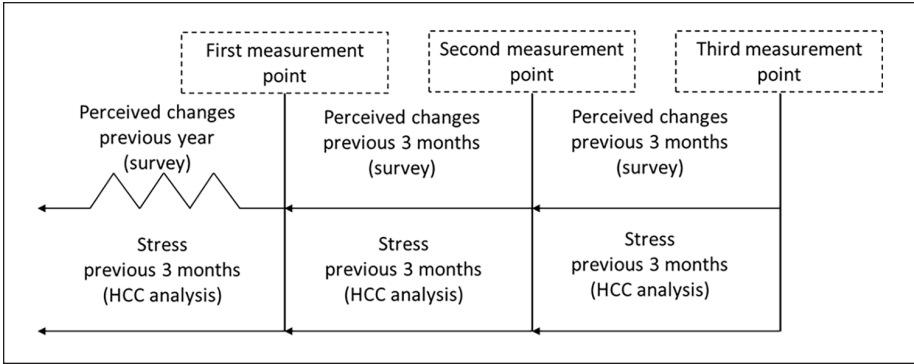 First measurement
point
Second measurement
point
Third measurement
point
Perceived changes
previous year
(survey)
Perceived changes
previous 3 months
(survey)
Perceived changes
previous 3 months
(survey)
Stress
previous 3 months
(HCC analysis)
Stress
previous 3 months
(HCC analysis)
Stress
previous 3 months
(HCC analysis)